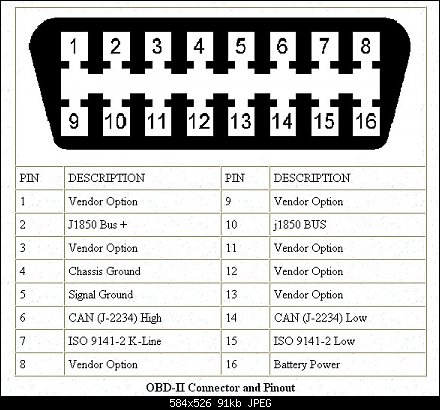 1 2 3 4 5 6 7 8
9 10 11 12 13 14 15 16
PIN DESCRIPTION PIN DESCRIPTION
1 Vendor Option 9 Vendor Option
2 J1850 Bus + 10 j1850 BUS
3 Vendor Option 11 Vendor Option
4 Chassis Ground 12 Vendor Option
5 Signal Ground 13 Vendor Option
6 CAN (J-2234) High 14 CAN (J-2234) Low
7 ISO 9141-2 K-Line 15 ISO 9141-2 Low
8 Vendor Option 16 Battery Power
OBD-II Connector and Pinout
584x526 91kb JPEG